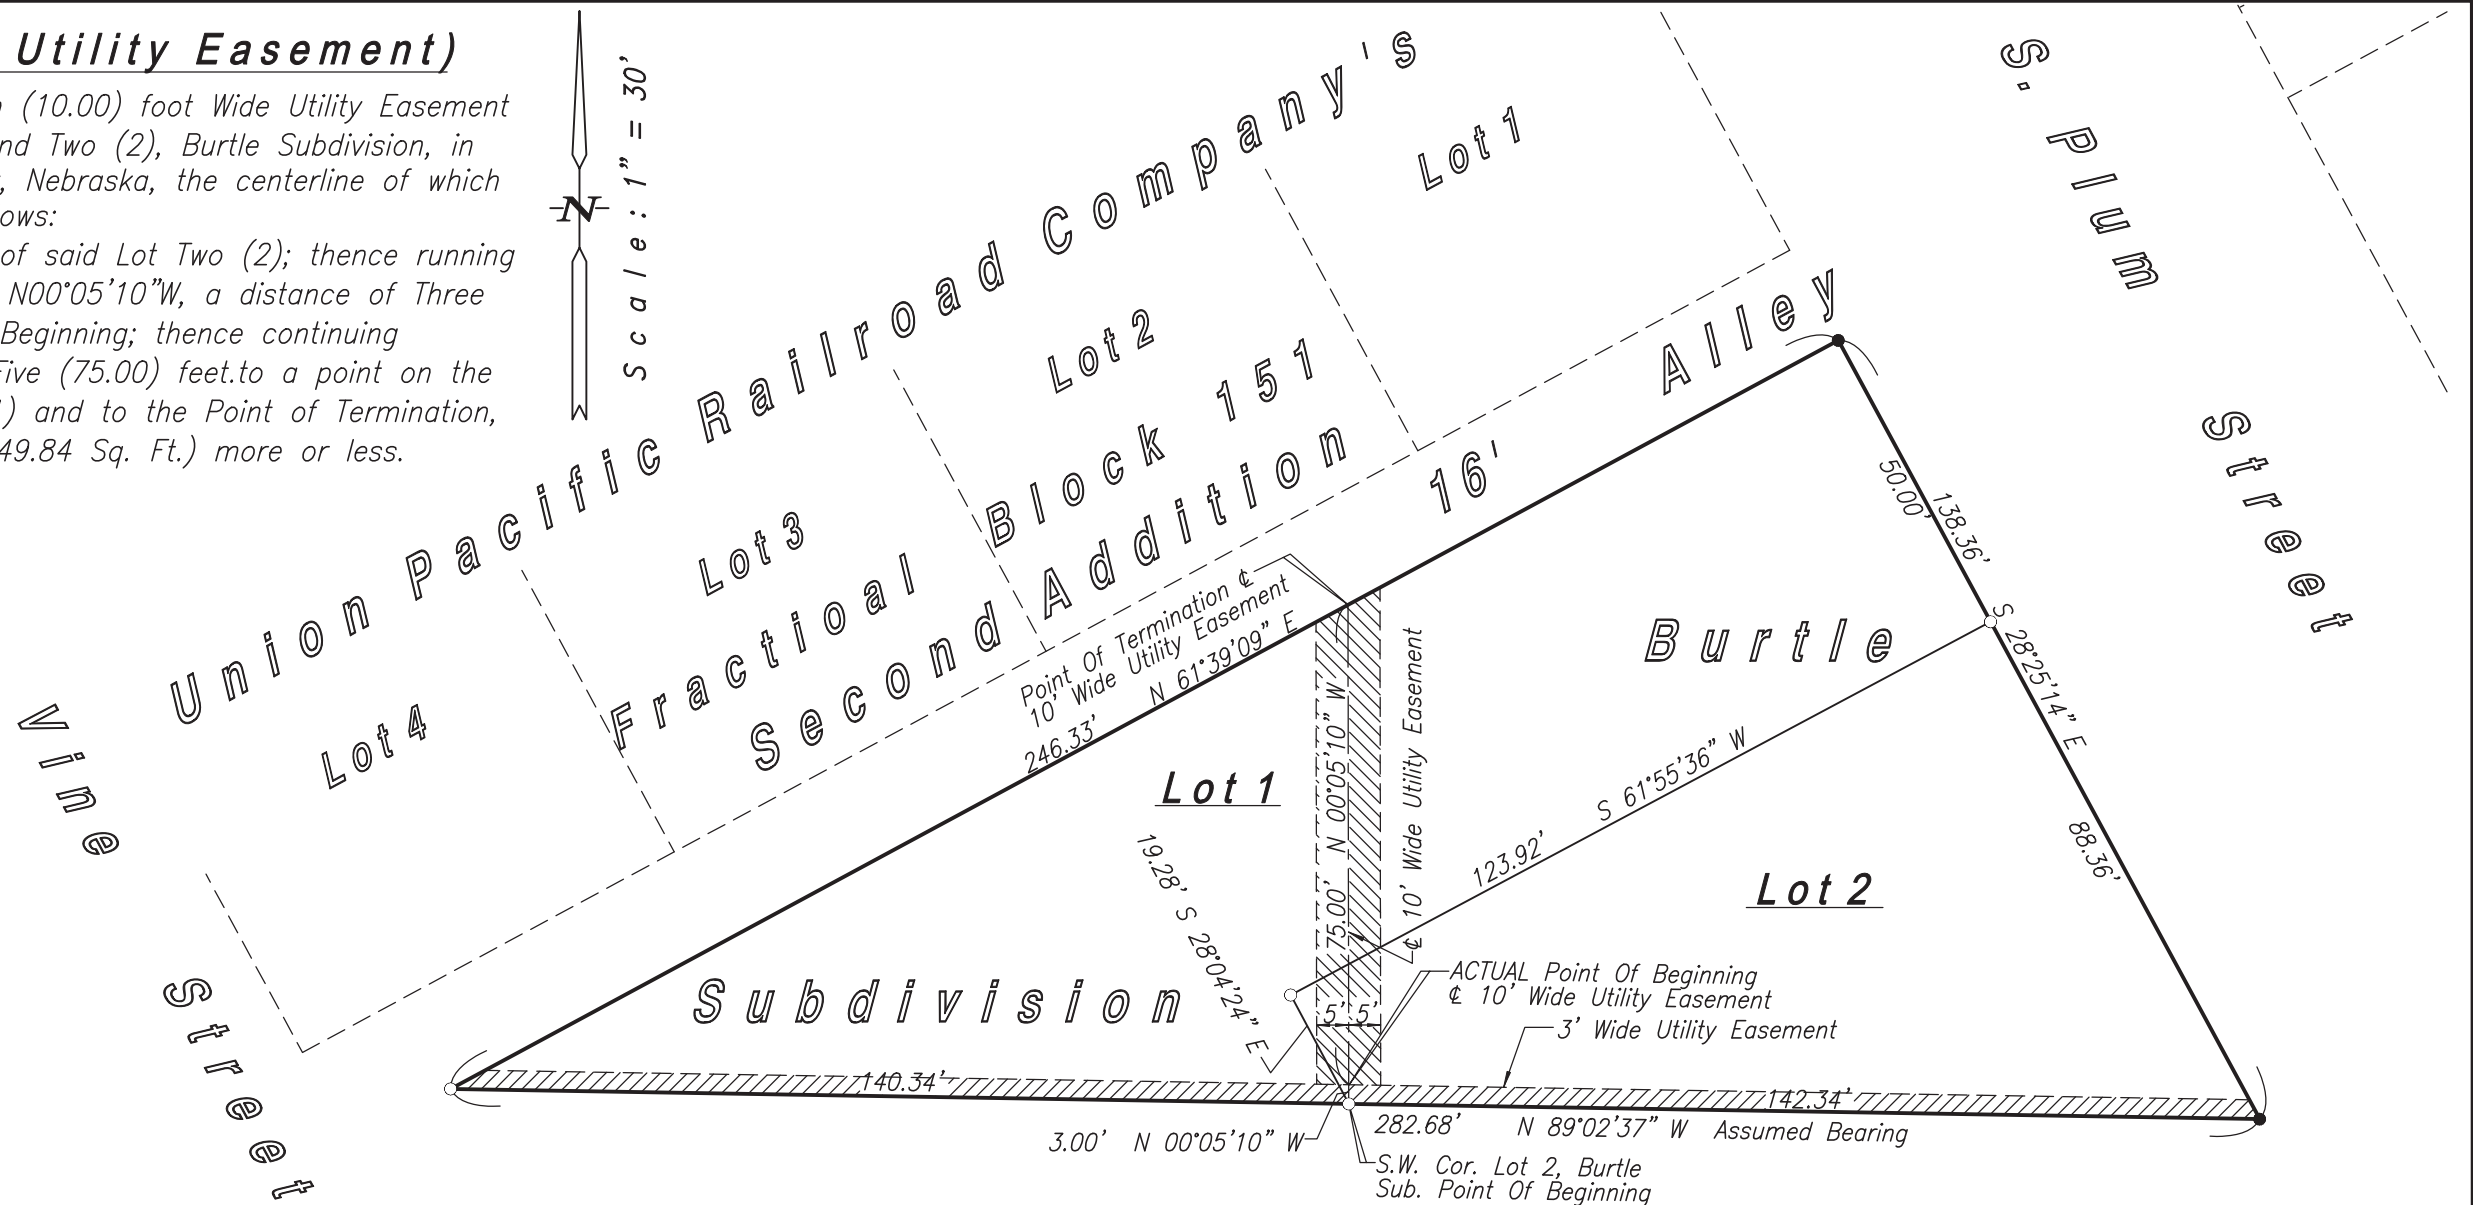 Utility Easement)
(10.00) foot Wide Utility Easement
nd Two (2), Burtle Subdivision, in
, Nebraska, the centerline of which
ows:
of said Lot Two (2); thence running
N00°05'10"W, a distance of Three
Beginning; thence continuing
Five (75.00) feet.to a point on the
) and to the Point of Termination,
49.84 Sq. Ft.) more or less.
N
Scale: 1" = 30'
Union Pacific Railroad Company's
Lot 1
Lot 2
Lot 3
Lot 4
Fractional Block 151
Second Addition
16' Alley
S. Plum Street
Vine Street
Point Of Termination ℄
10' Wide Utility Easement
246.33' N 61°39'09" E
50.00'
138.36' S 28°25'14" E
88.36'
Burtle
Subdivision
Lot 1
Lot 2
75.00' N 00°05'10" W
℄ 10' Wide Utility Easement
123.92' S 61°55'36" W
19.28' S 28°04'24" E
5' 5'
ACTUAL Point Of Beginning
℄ 10' Wide Utility Easement
3' Wide Utility Easement
140.34'
142.34'
3.00' N 00°05'10" W
282.68' N 89°02'37" W Assumed Bearing
S.W. Cor. Lot 2, Burtle
Sub. Point Of Beginning